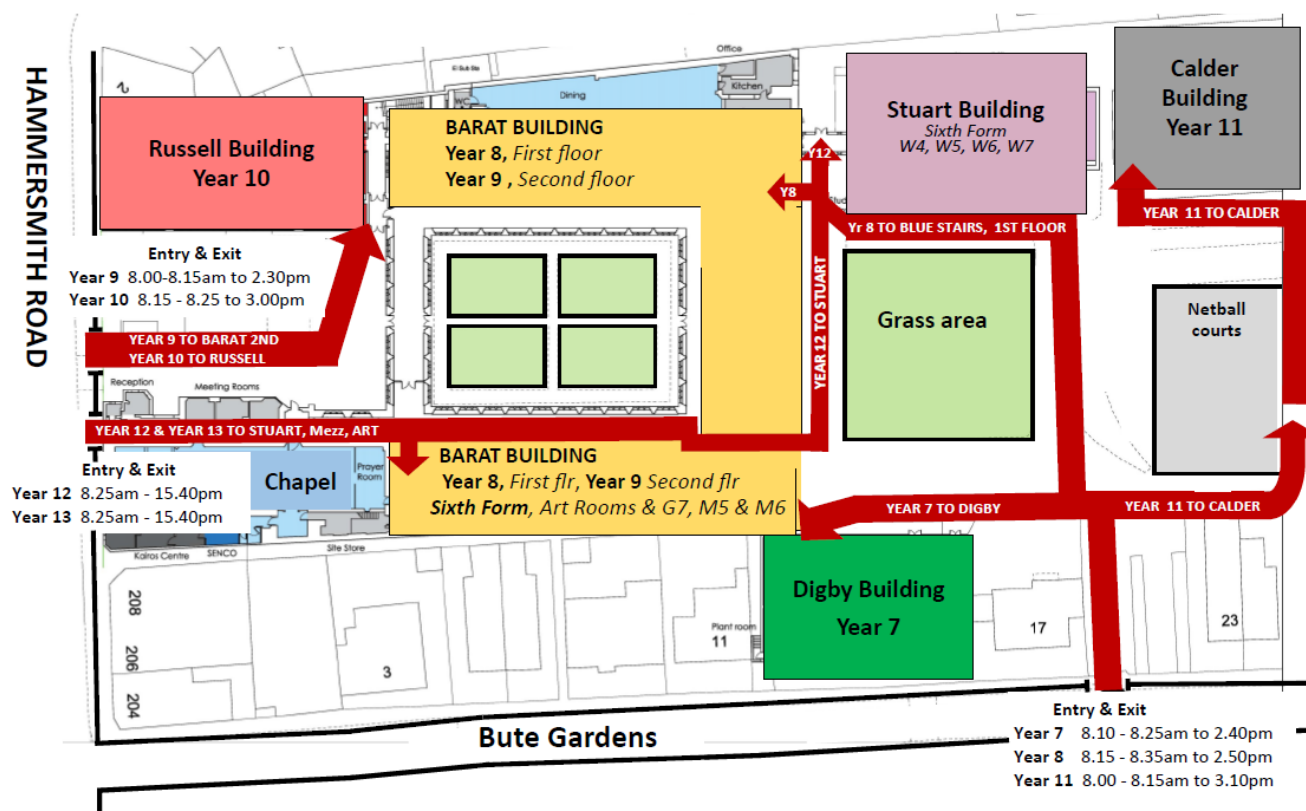 Office
El Sub Sta
Kitchen
WC
Dining
2
HAMMERSMITH ROAD
Russell Building
Year 10
BARAT BUILDING
Year 8, First floor
Year 9 , Second floor
Y12
Y8
Stuart Building
Sixth Form
W4, W5, W6, W7
Calder
Building
Year 11
YEAR 11 TO CALDER
Yr 8 TO BLUE STAIRS, 1ST FLOOR
Entry & Exit
Year 9 8.00-8.15am to 2.30pm
Year 10 8.15 - 8.25 to 3.00pm
YEAR 9 TO BARAT 2ND
YEAR 10 TO RUSSELL
YEAR 12 TO STUART
Grass area
Netball
courts
Reception
Meeting Rooms
YEAR 12 & YEAR 13 TO STUART, Mezz, ART
Entry & Exit
Year 12 8.25am - 15.40pm
Year 13 8.25am - 15.40pm
Chapel
Prayer
Room
BARAT BUILDING
Year 8, First flr, Year 9 Second flr
Sixth Form, Art Rooms & G7, M5 & M6
YEAR 7 TO DIGBY
YEAR 11 TO CALDER
Kairos Centre
SENCO
Site Store
208
206
204
3
Plant room
11
Digby Building
Year 7
17
23
Bute Gardens
Entry & Exit
Year 7 8.10 - 8.25am to 2.40pm
Year 8 8.15 - 8.35am to 2.50pm
Year 11 8.00 - 8.15am to 3.10pm